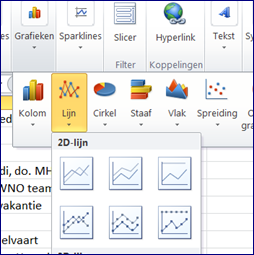 Grafieken Sparklines Slicer Hyperlink Tekst
Filter Koppelingen
Kolom Lijn Cirkel Staaf Vlak Spreiding
2D-lijn
di, do. MH
WNO team
vakantie
elvaart